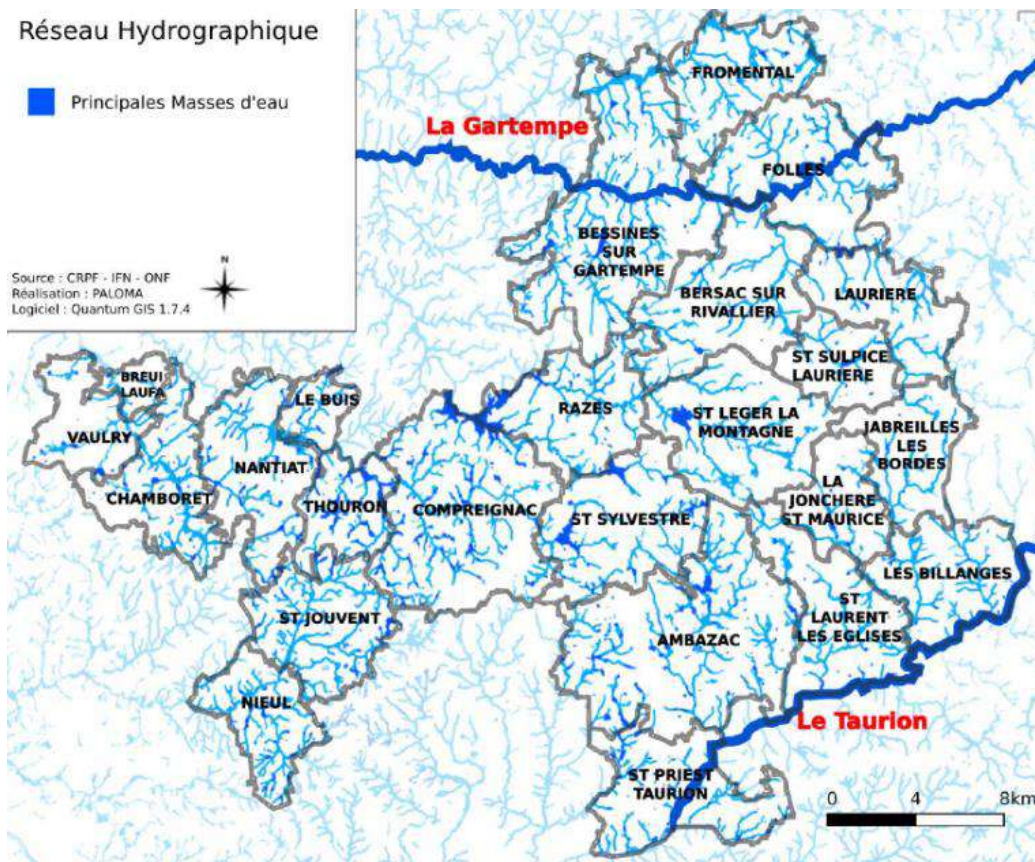 Réseau Hydrographique
Principales Masses d'eau
Source : CRPF - IFN - ONF
Réalisation : PALOMA
Logiciel : Quantum GIS 1.7.4
N
FROMENTAL
La Gartempe
FOLLES
BESSINES
SUR
GARTEMPE
BERSAC SUR
RIVALLIER
LAURIERE
ST SULPICE
LAURIERE
BREUI
LAUFA
LE BUIS
RAZES
ST LEGER LA
MONTAGNE
JABREILLES
LES
BORDES
VAULRY
NANTIAT
CHAMBORET
THOURON
COMPREIGNAC
ST SYLVESTRE
LA
JONCHERE
ST MAURICE
LES BILLANGES
ST JOUVENT
AMBAZAC
ST
LAURENT
LES EGLISES
NIEUL
Le Taurion
ST PRIEST
TAURION
0 4 8km